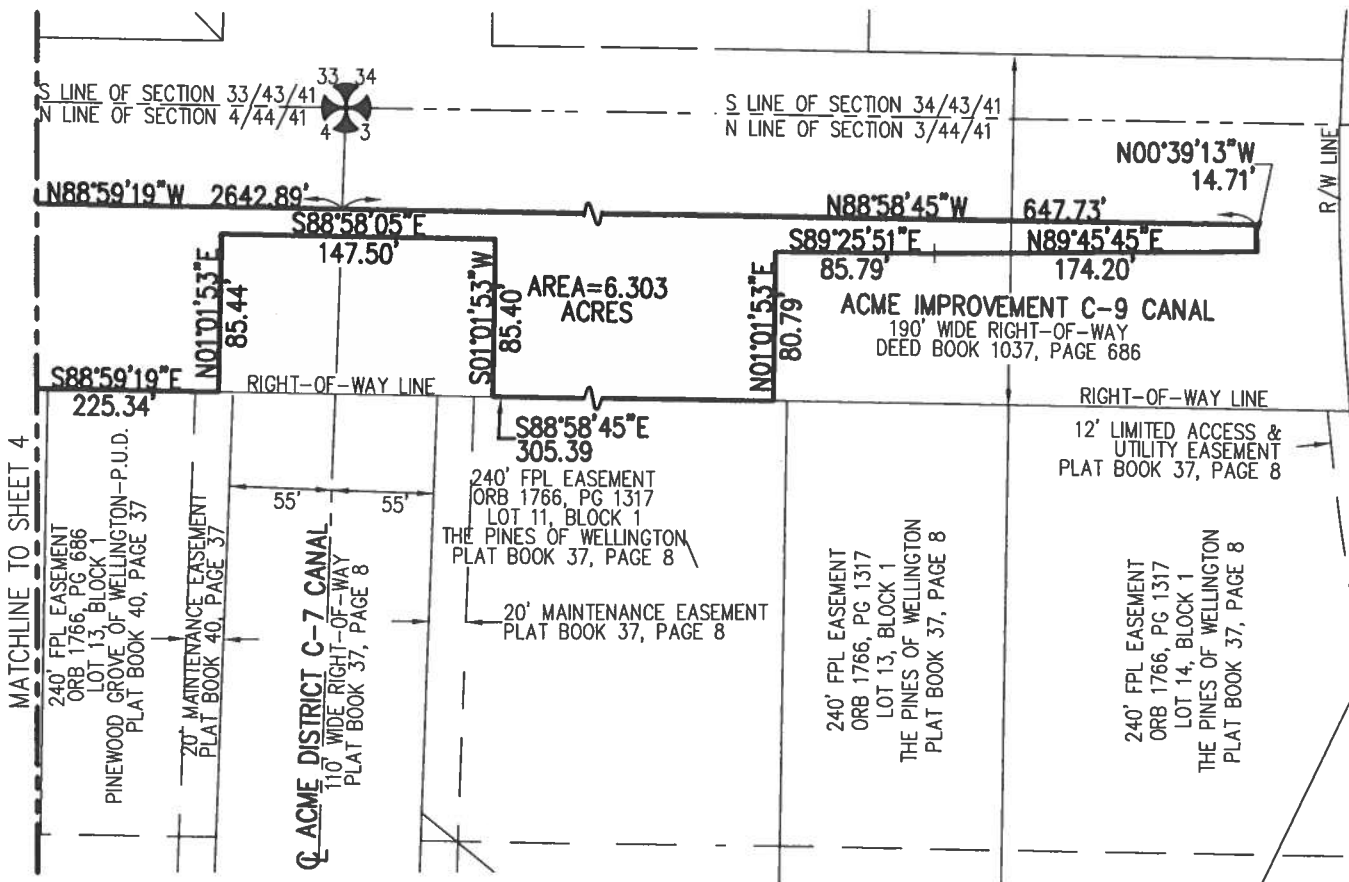 33 34
S LINE OF SECTION 33/43/41
N LINE OF SECTION 4/44/41
4 3
S LINE OF SECTION 34/43/41
N LINE OF SECTION 3/44/41
N00°39'13"W
14.71'
R/W LINE
N88°59'19"W 2642.89'
N88°58'45"W 647.73'
S88°58'05"E
147.50'
S89°25'51"E
85.79'
N89°45'45"E
174.20'
N01°01'53"E
85.44'
S01°01'53"W
85.40'
AREA=6.303
ACRES
N01°01'53"E
80.79'
ACME IMPROVEMENT C-9 CANAL
190' WIDE RIGHT-OF-WAY
DEED BOOK 1037, PAGE 686
S88°59'19"E
225.34'
RIGHT-OF-WAY LINE
RIGHT-OF-WAY LINE
S88°58'45"E
305.39
12' LIMITED ACCESS &
UTILITY EASEMENT
PLAT BOOK 37, PAGE 8
MATCHLINE TO SHEET 4
240' FPL EASEMENT
ORB 1766, PG 686
LOT 13, BLOCK 1
PINEWOOD GROVE OF WELLINGTON-P.U.D.
PLAT BOOK 40, PAGE 37
20' MAINTENANCE EASEMENT
PLAT BOOK 40, PAGE 37
55' 55'
℄ ACME DISTRICT C-7 CANAL
110' WIDE RIGHT-OF-WAY
PLAT BOOK 37, PAGE 8
240' FPL EASEMENT
ORB 1766, PG 1317
LOT 11, BLOCK 1
THE PINES OF WELLINGTON
PLAT BOOK 37, PAGE 8
20' MAINTENANCE EASEMENT
PLAT BOOK 37, PAGE 8
240' FPL EASEMENT
ORB 1766, PG 1317
LOT 13, BLOCK 1
THE PINES OF WELLINGTON
PLAT BOOK 37, PAGE 8
240' FPL EASEMENT
ORB 1766, PG 1317
LOT 14, BLOCK 1
THE PINES OF WELLINGTON
PLAT BOOK 37, PAGE 8